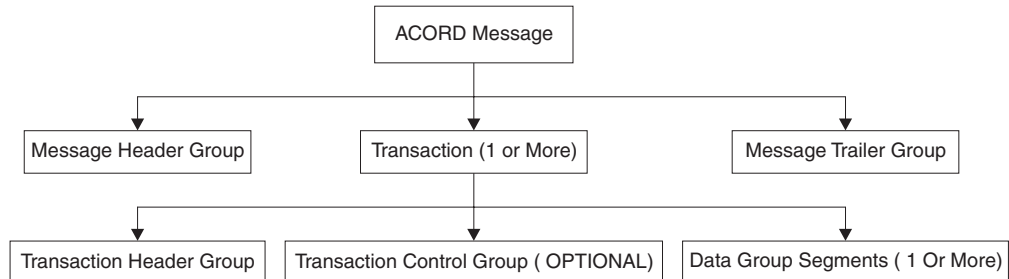 ACORD Message
Message Header Group
Transaction (1 or More)
Message Trailer Group
Transaction Header Group
Transaction Control Group ( OPTIONAL)
Data Group Segments ( 1 Or More)